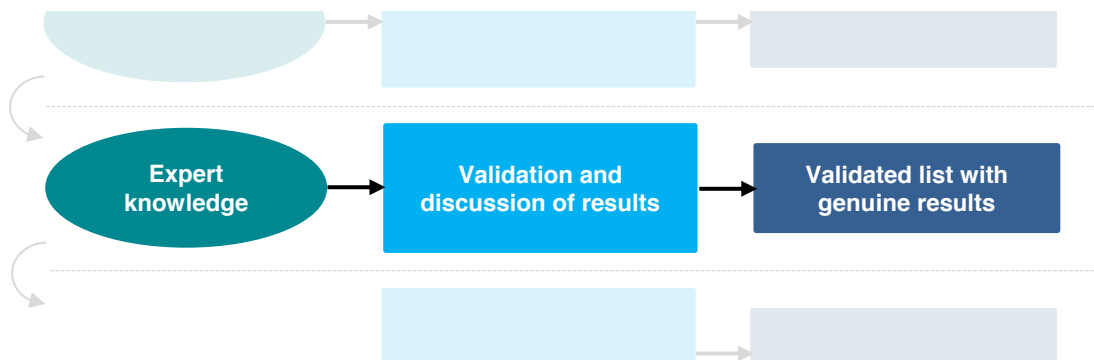 Expert
knowledge
Validation and
discussion of results
Validated list with
genuine results